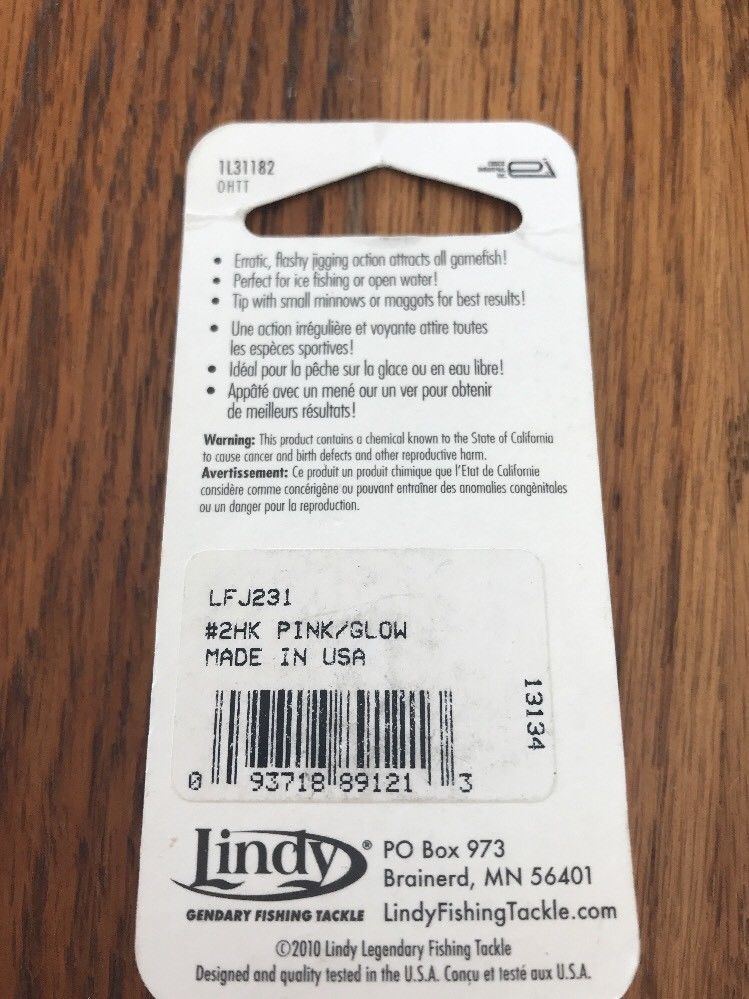 1L31182
OHTT
• Erratic, flashy jigging action attracts all gamefish!
• Perfect for ice fishing or open water!
• Tip with small minnows or maggots for best results!
• Une action irrégulière et voyante attire toutes
les espèces sportives!
• Idéal pour la pêche sur la glace ou en eau libre!
• Appâté avec un mené our un ver pour obtenir
de meilleurs résultats!
Warning: This product contains a chemical known to the State of California
to cause cancer and birth defects and other reproductive harm.
Avertissement: Ce produit un produit chimique que l'Etat de Californie
considère comme concérigène ou pouvant entraîner des anomalies congènitales
ou un danger pour la reproduction.
LFJ231
#2HK PINK/GLOW
MADE IN USA
13134
0 93718 89121 3
Lindy®
GENDARY FISHING TACKLE
PO Box 973
Brainerd, MN 56401
LindyFishingTackle.com
©2010 Lindy Legendary Fishing Tackle
Designed and quality tested in the U.S.A. Conçu et testé aux U.S.A.